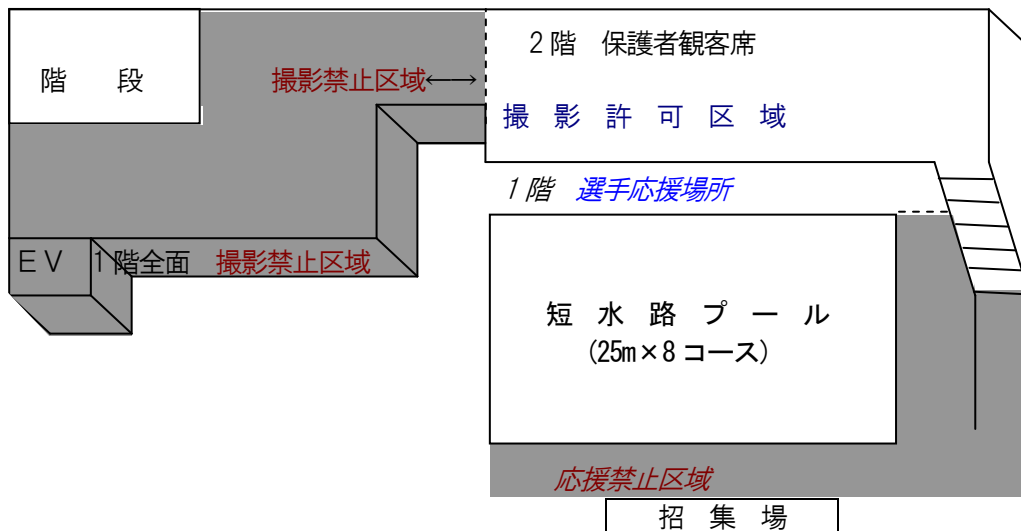 2階　保護者観客席
階　段
撮影禁止区域←→
撮　影　許　可　区　域
1階　選手応援場所
EV
1階全面　撮影禁止区域
短　水　路　プ　ー　ル
(25m×8コース)
応援禁止区域
招　集　場